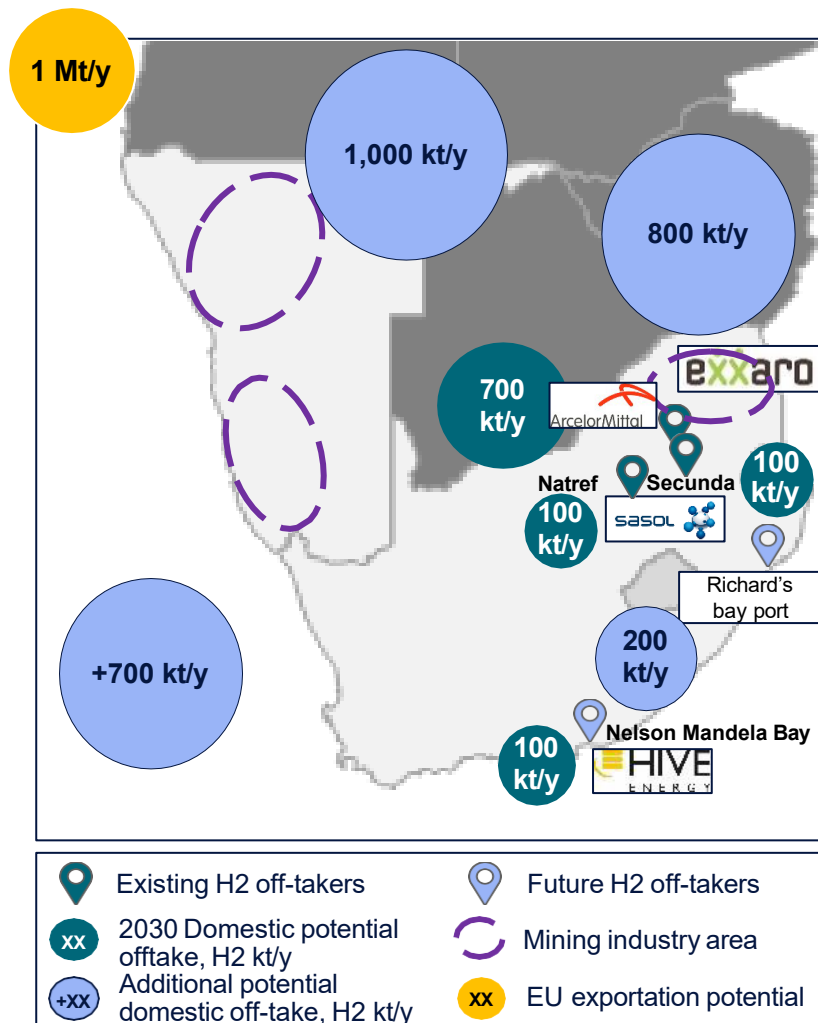 1 Mt/y
1,000 kt/y
800 kt/y
exxaro
700
kt/y
ArcelorMittal
Natref
Secunda
100
kt/y
100
kt/y
sasol
Richard's
bay port
+700 kt/y
200
kt/y
Nelson Mandela Bay
100
kt/y
HIVE
ENERGY
Existing H2 off-takers
Future H2 off-takers
XX
2030 Domestic potential
offtake, H2 kt/y
Mining industry area
+XX
Additional potential
domestic off-take, H2 kt/y
XX
EU exportation potential